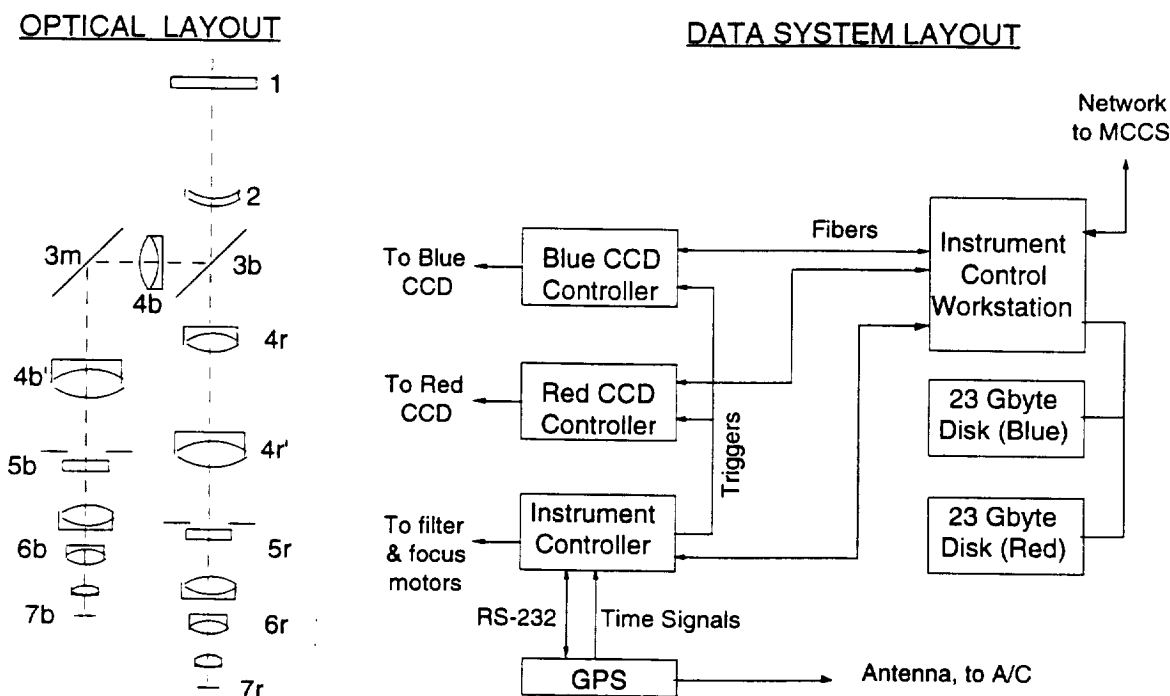 OPTICAL LAYOUT
1
2
3m
3b
4b
4r
4b'
4r'
5b
5r
6b
6r
7b
7r
DATA SYSTEM LAYOUT
Network
to MCCS
Fibers
To Blue
CCD
Blue CCD
Controller
Instrument
Control
Workstation
To Red
CCD
Red CCD
Controller
Triggers
23 Gbyte
Disk (Blue)
To filter
& focus
motors
Instrument
Controller
23 Gbyte
Disk (Red)
RS-232
Time Signals
GPS
Antenna, to A/C